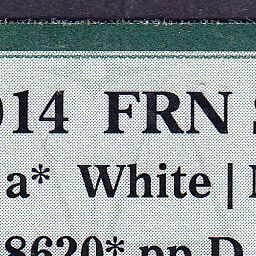 014 FRN
a* White |
8620* pp D